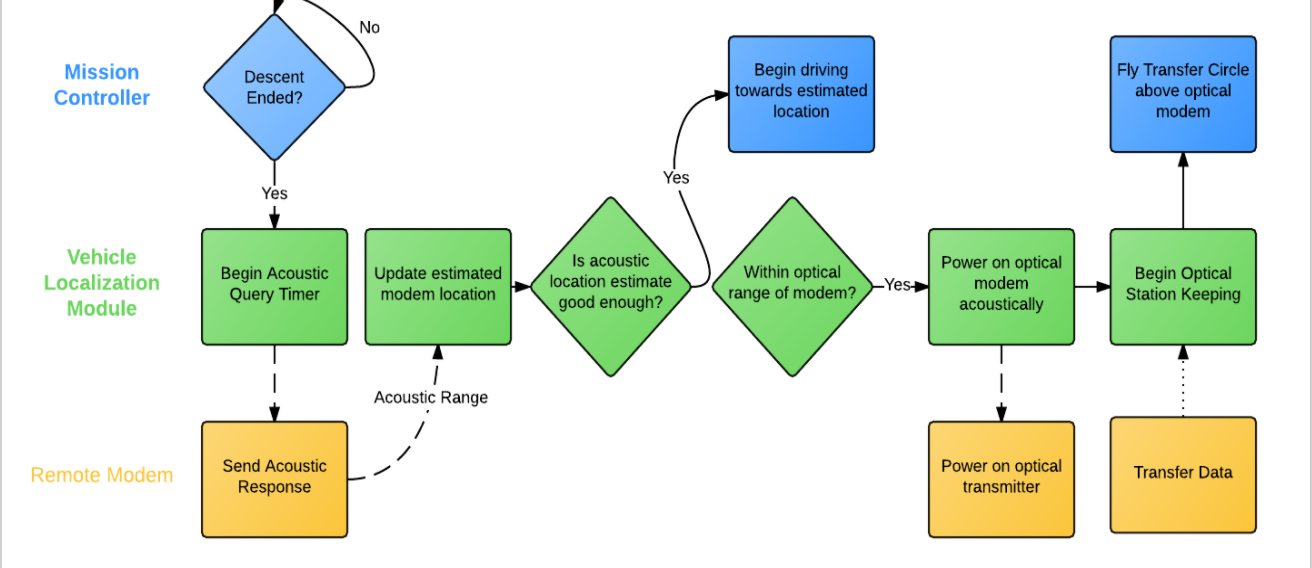 No
Mission
Controller
Descent
Ended?
Begin driving
towards estimated
location
Fly Transfer Circle
above optical
modem
Yes
Yes
Vehicle
Localization
Module
Begin Acoustic
Query Timer
Update estimated
modem location
Is acoustic
location estimate
good enough?
Within optical
range of modem?
Yes
Power on optical
modem
acoustically
Begin Optical
Station Keeping
Acoustic Range
Remote Modem
Send Acoustic
Response
Power on optical
transmitter
Transfer Data